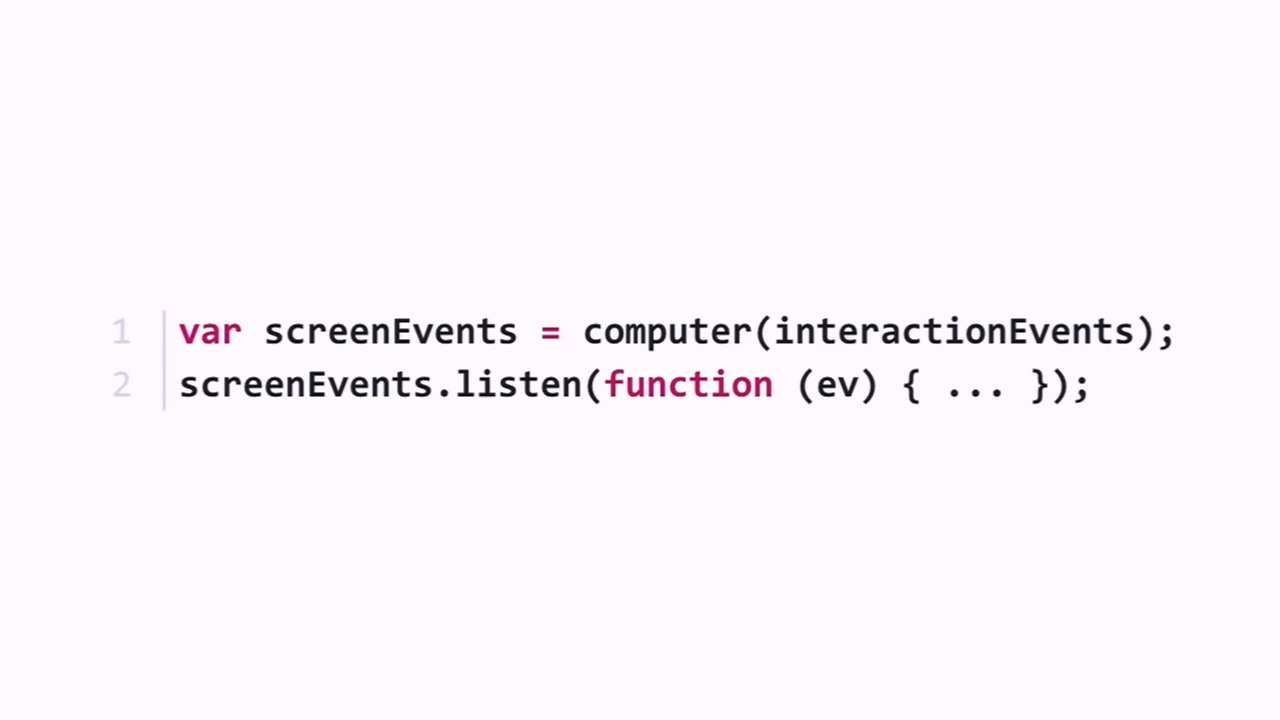 1 var screenEvents = computer(interactionEvents);
2 screenEvents.listen(function (ev) { ... });